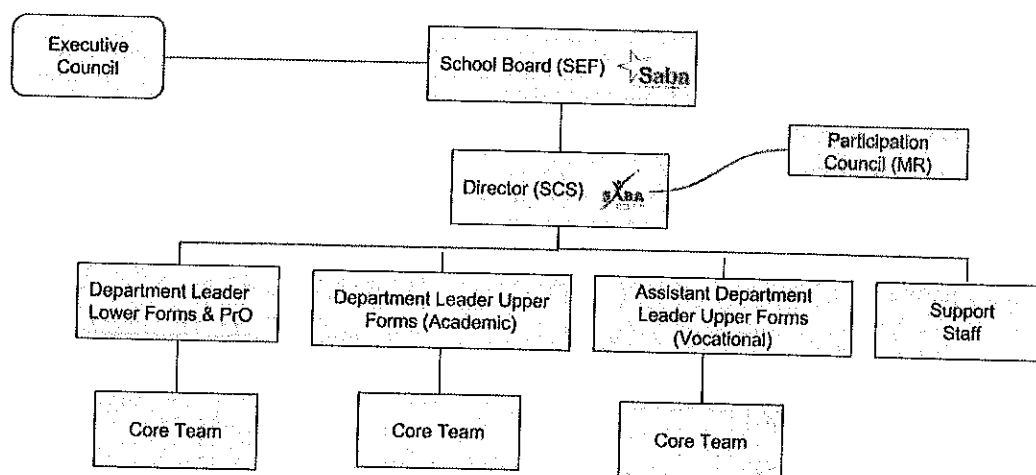 Executive
Council
School Board (SEF)
Saba
Participation
Council (MR)
Director (SCS)
SABA
Department Leader
Lower Forms & PrO
Department Leader Upper
Forms (Academic)
Assistant Department
Leader Upper Forms
(Vocational)
Support
Staff
Core Team
Core Team
Core Team